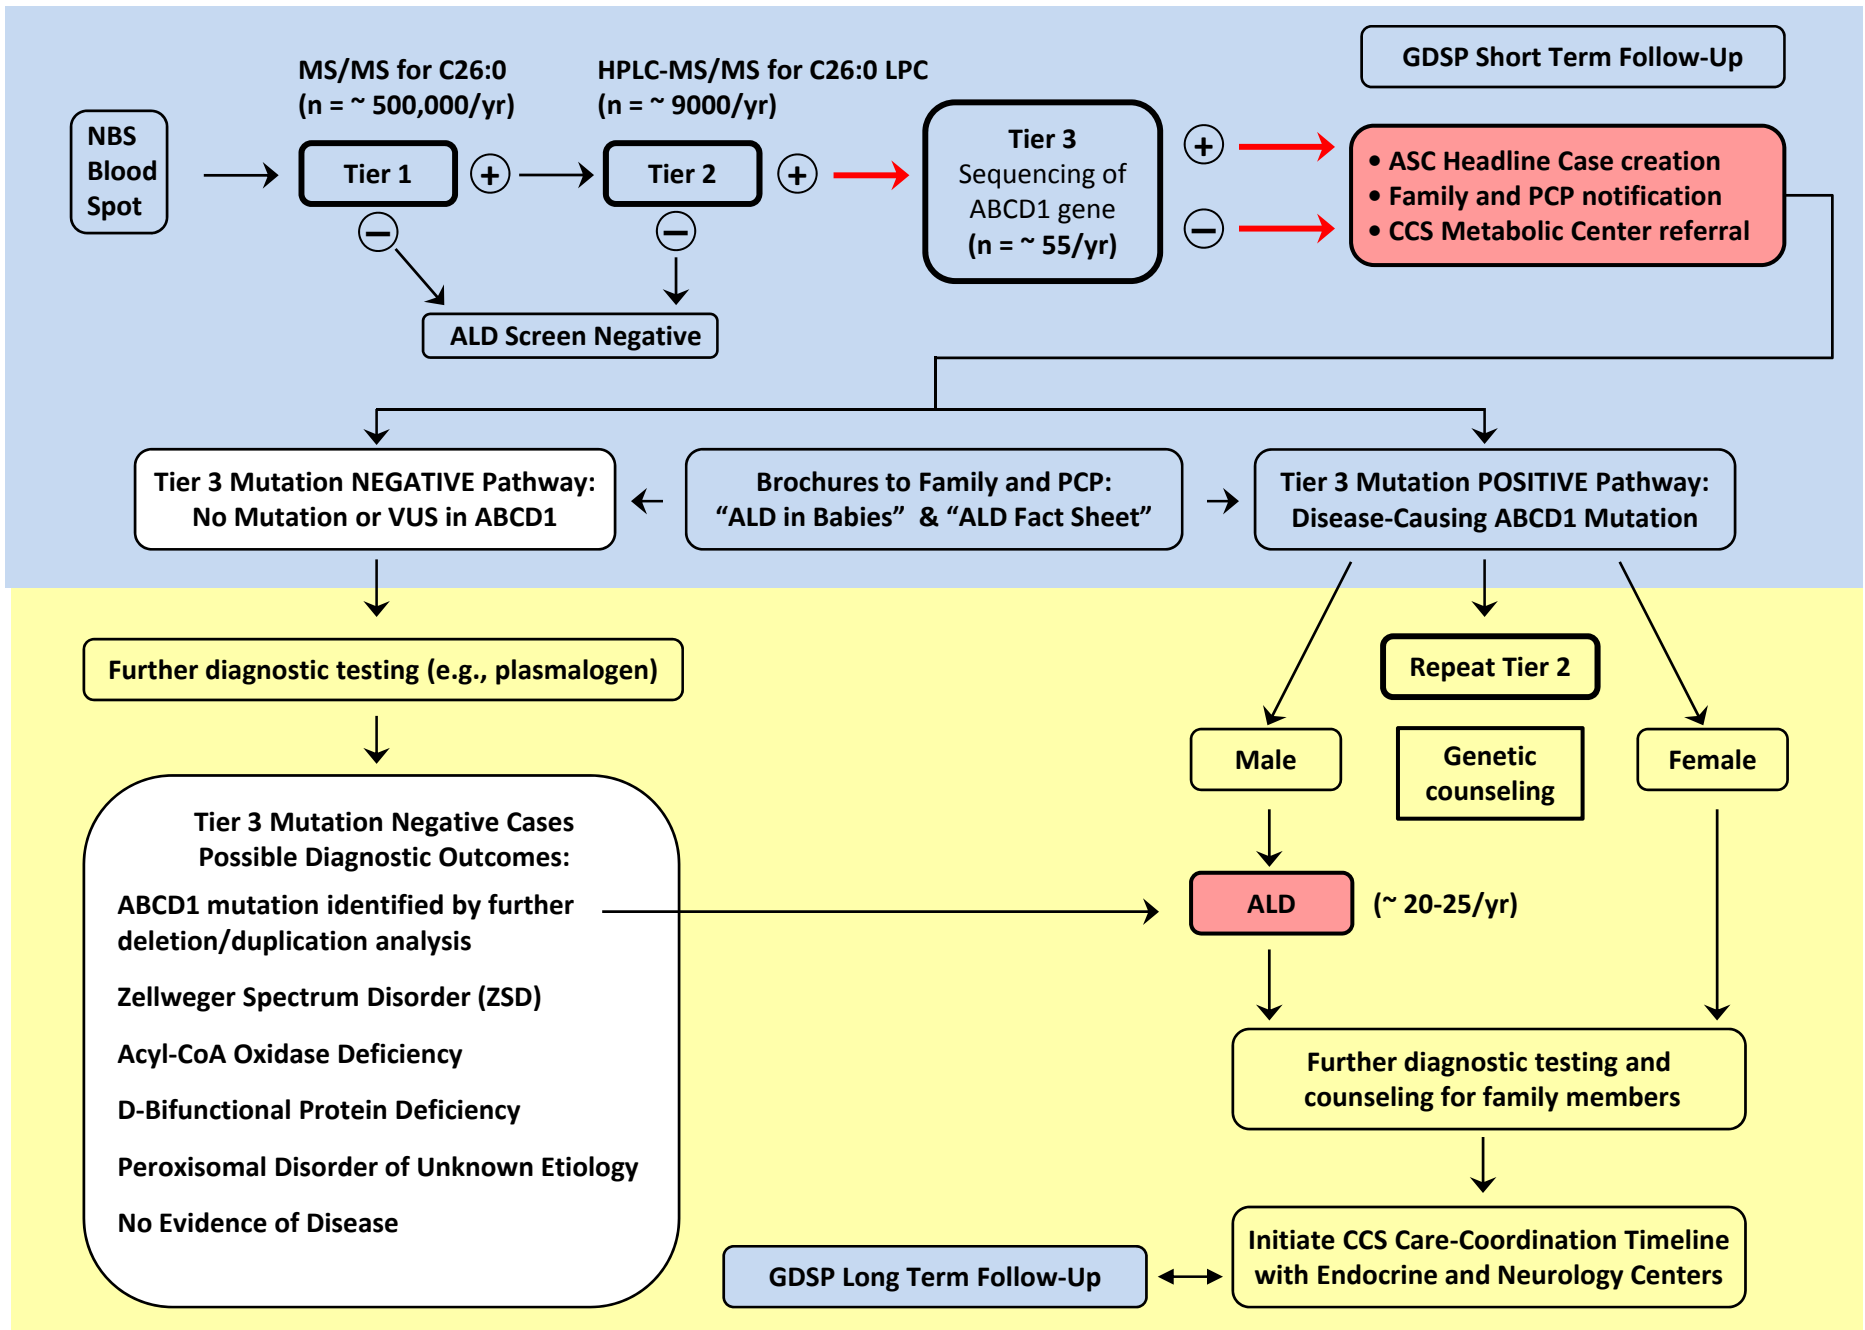 GDSP Short Term Follow-Up
MS/MS for C26:0
(n = ~ 500,000/yr)
HPLC-MS/MS for C26:0 LPC
(n = ~ 9000/yr)
NBS
Blood
Spot
Tier 1
+
−
Tier 2
+
−
Tier 3
Sequencing of
ABCD1 gene
(n = ~ 55/yr)
+
−
• ASC Headline Case creation
• Family and PCP notification
• CCS Metabolic Center referral
ALD Screen Negative
Tier 3 Mutation NEGATIVE Pathway:
No Mutation or VUS in ABCD1
Brochures to Family and PCP:
“ALD in Babies” & “ALD Fact Sheet”
Tier 3 Mutation POSITIVE Pathway:
Disease-Causing ABCD1 Mutation
Further diagnostic testing (e.g., plasmalogen)
Repeat Tier 2
Male
Genetic
counseling
Female
Tier 3 Mutation Negative Cases
Possible Diagnostic Outcomes:
ABCD1 mutation identified by further
deletion/duplication analysis
Zellweger Spectrum Disorder (ZSD)
Acyl-CoA Oxidase Deficiency
D-Bifunctional Protein Deficiency
Peroxisomal Disorder of Unknown Etiology
No Evidence of Disease
ALD
(~ 20-25/yr)
Further diagnostic testing and
counseling for family members
Initiate CCS Care-Coordination Timeline
with Endocrine and Neurology Centers
GDSP Long Term Follow-Up